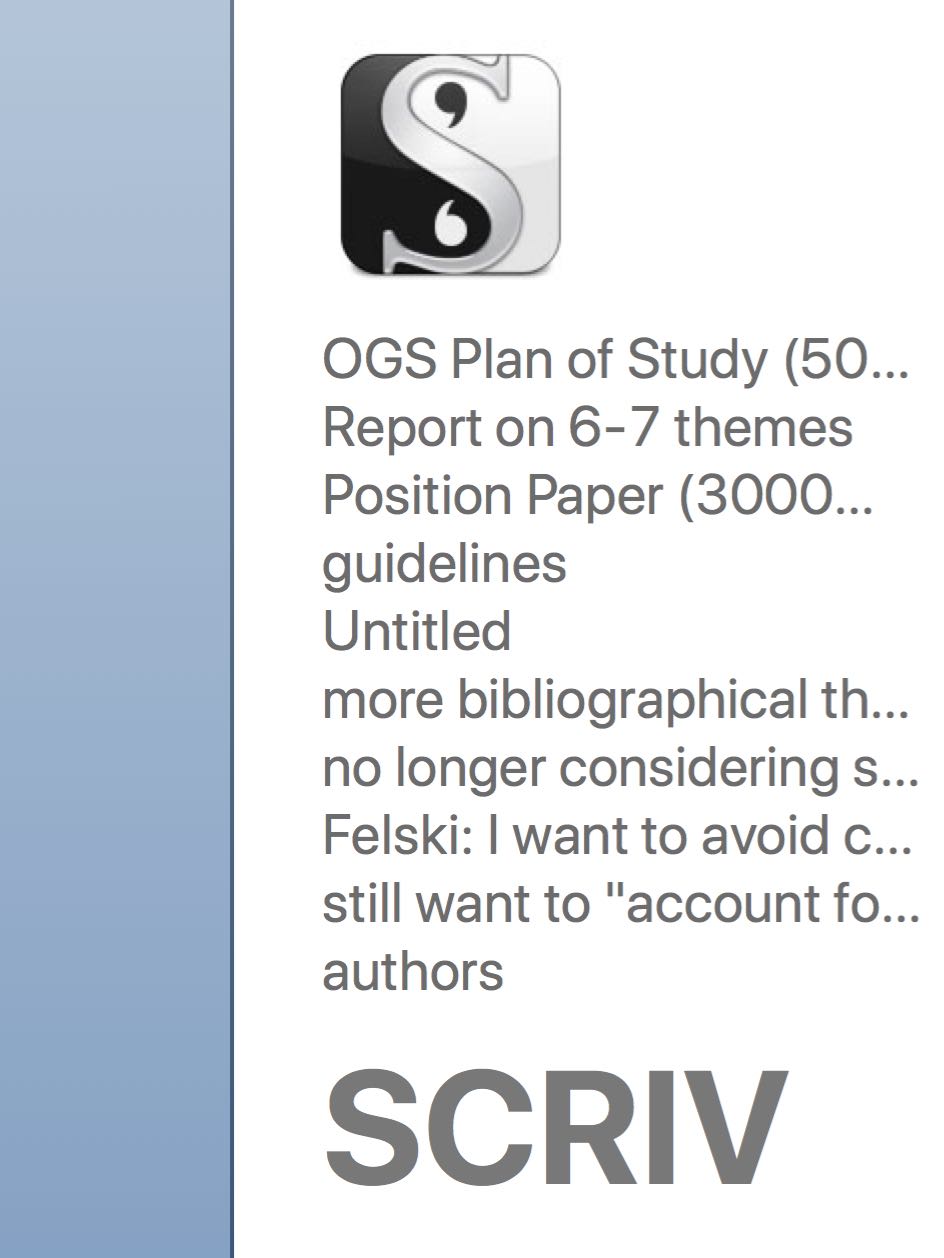 OGS Plan of Study (50...
Report on 6-7 themes
Position Paper (3000...
guidelines
Untitled
more bibliographical th...
no longer considering s...
Felski: I want to avoid c...
still want to "account fo...
authors
SCRIV